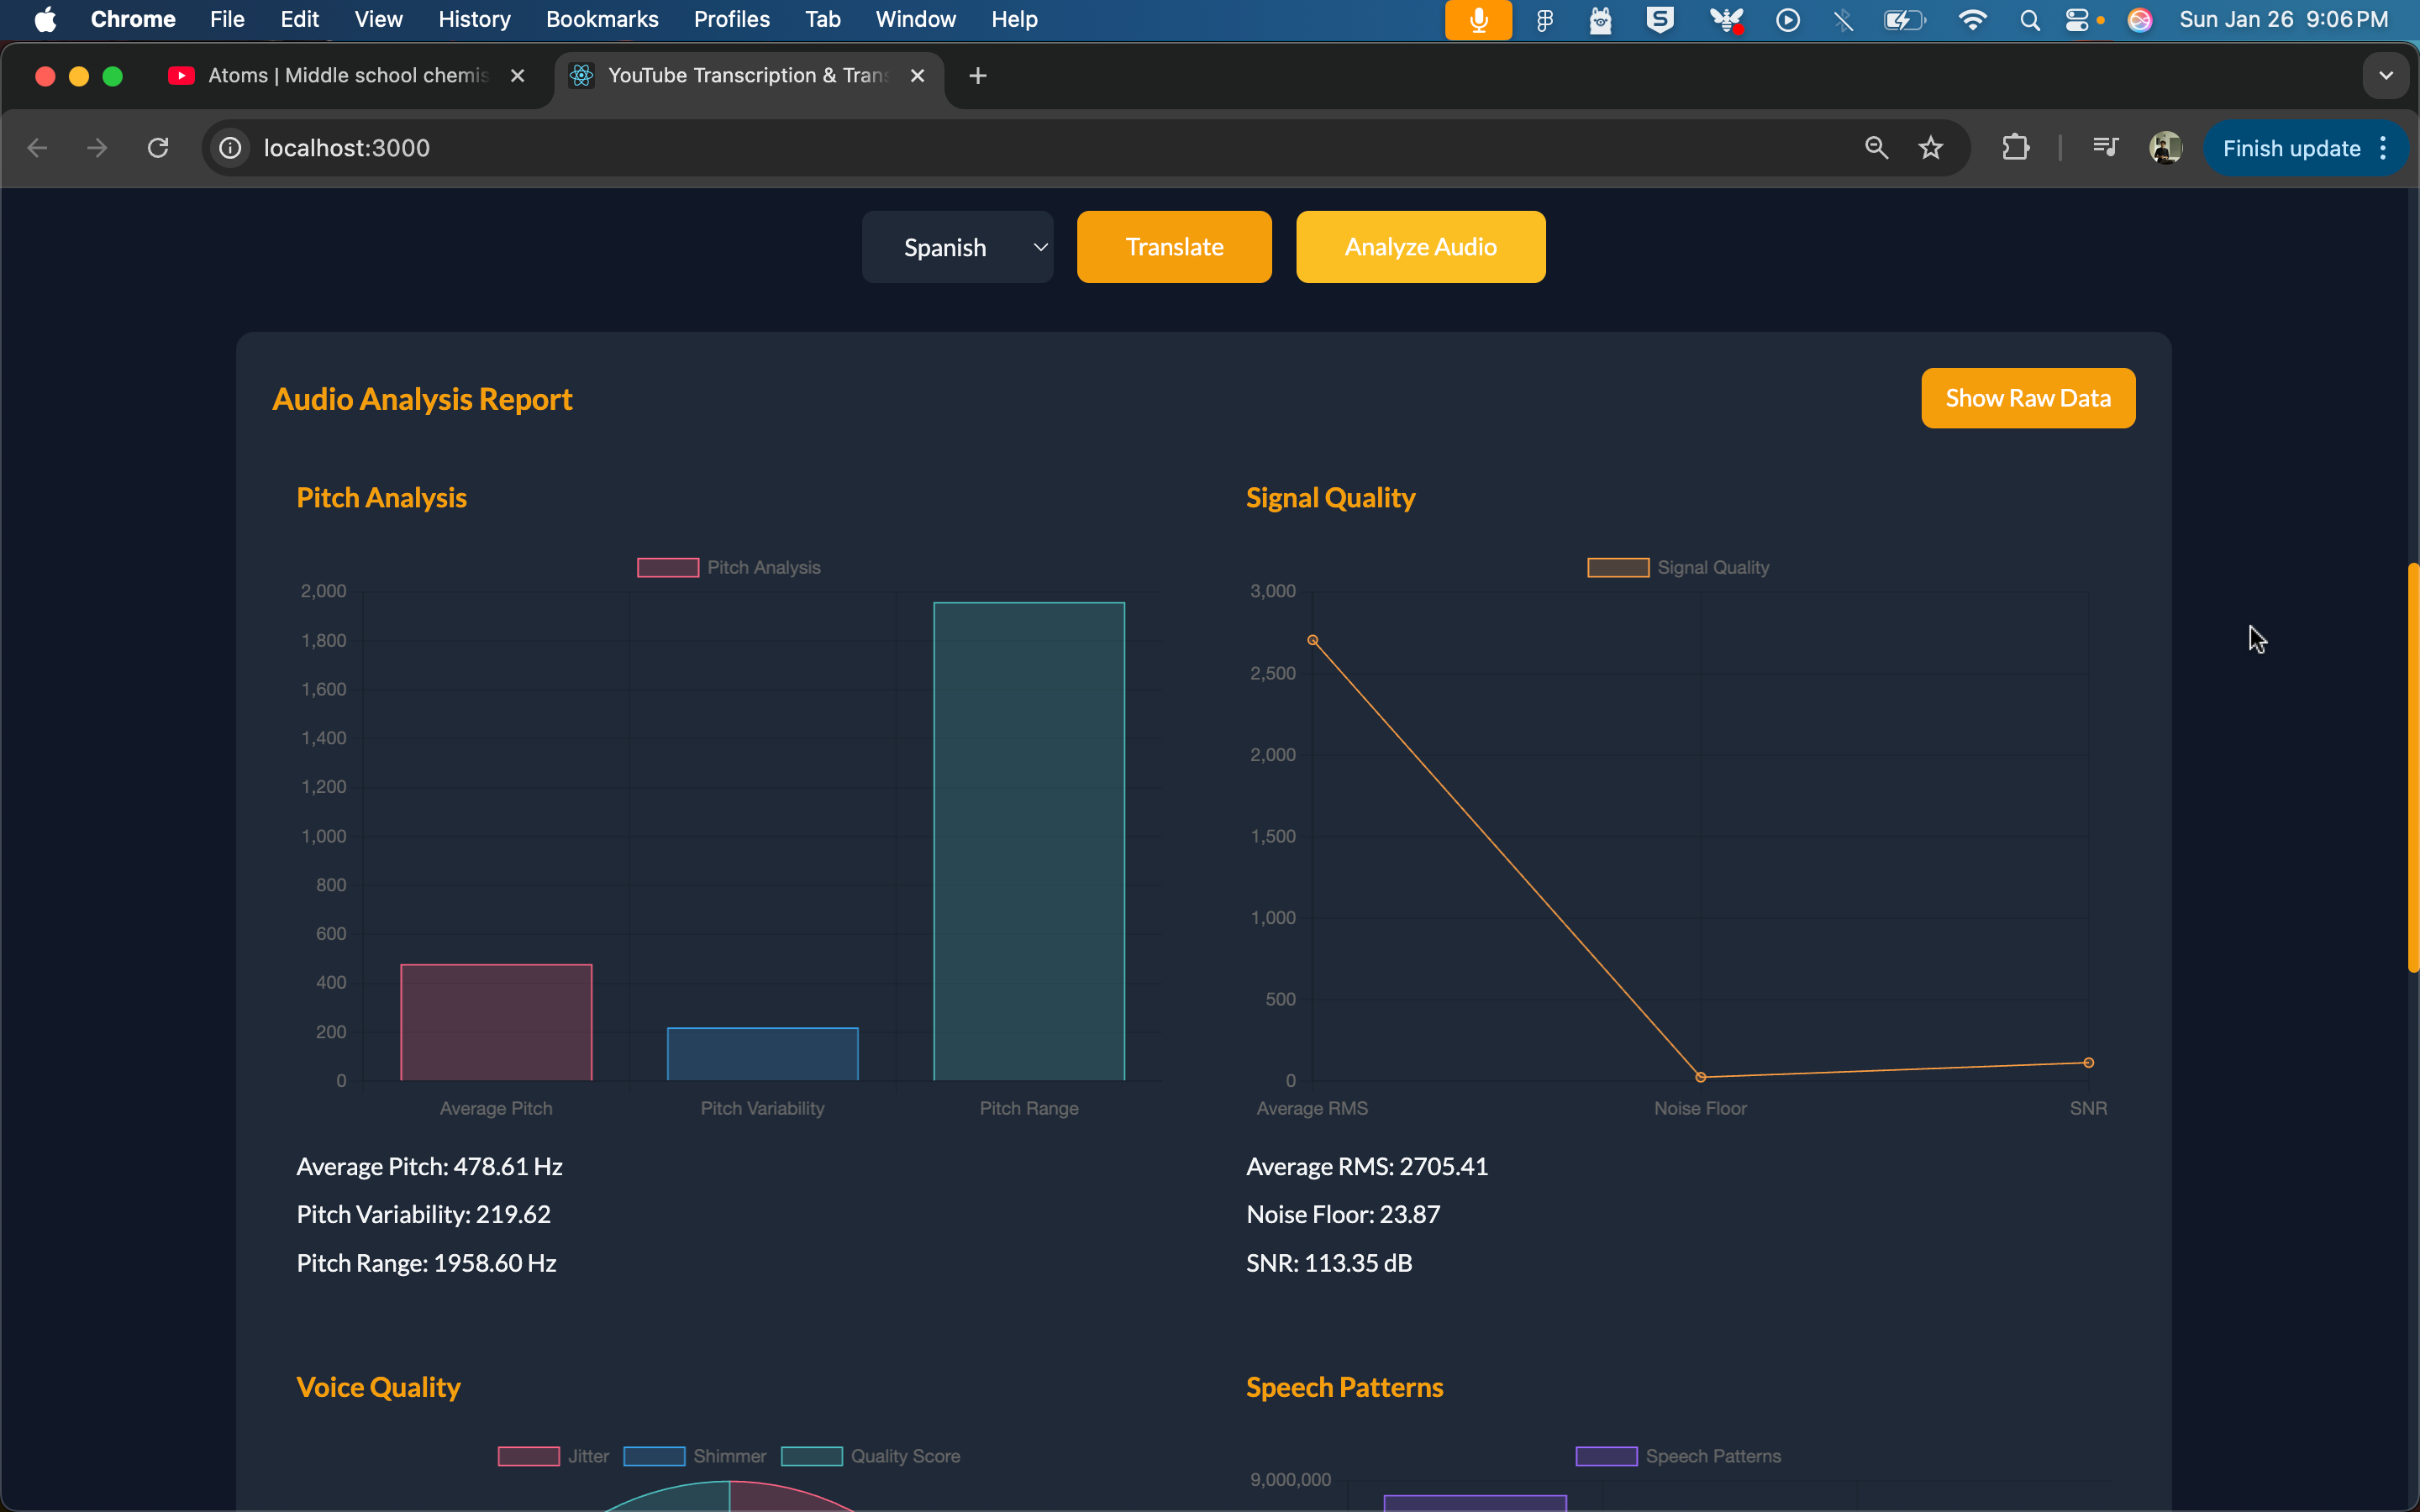 Chrome File Edit View History Bookmarks Profiles Tab Window Help Sun Jan 26 9:06 PM
Atoms | Middle school chemis YouTube Transcription & Trans
localhost:3000 Finish update
Spanish Translate Analyze Audio
Audio Analysis Report Show Raw Data
Pitch Analysis
Pitch Analysis
2,000
1,800
1,600
1,400
1,200
1,000
800
600
400
200
0
Average Pitch Pitch Variability Pitch Range
Average Pitch: 478.61 Hz
Pitch Variability: 219.62
Pitch Range: 1958.60 Hz
Signal Quality
Signal Quality
3,000
2,500
2,000
1,500
1,000
500
0
Average RMS Noise Floor SNR
Average RMS: 2705.41
Noise Floor: 23.87
SNR: 113.35 dB
Voice Quality
Jitter Shimmer Quality Score
Speech Patterns
Speech Patterns
9,000,000